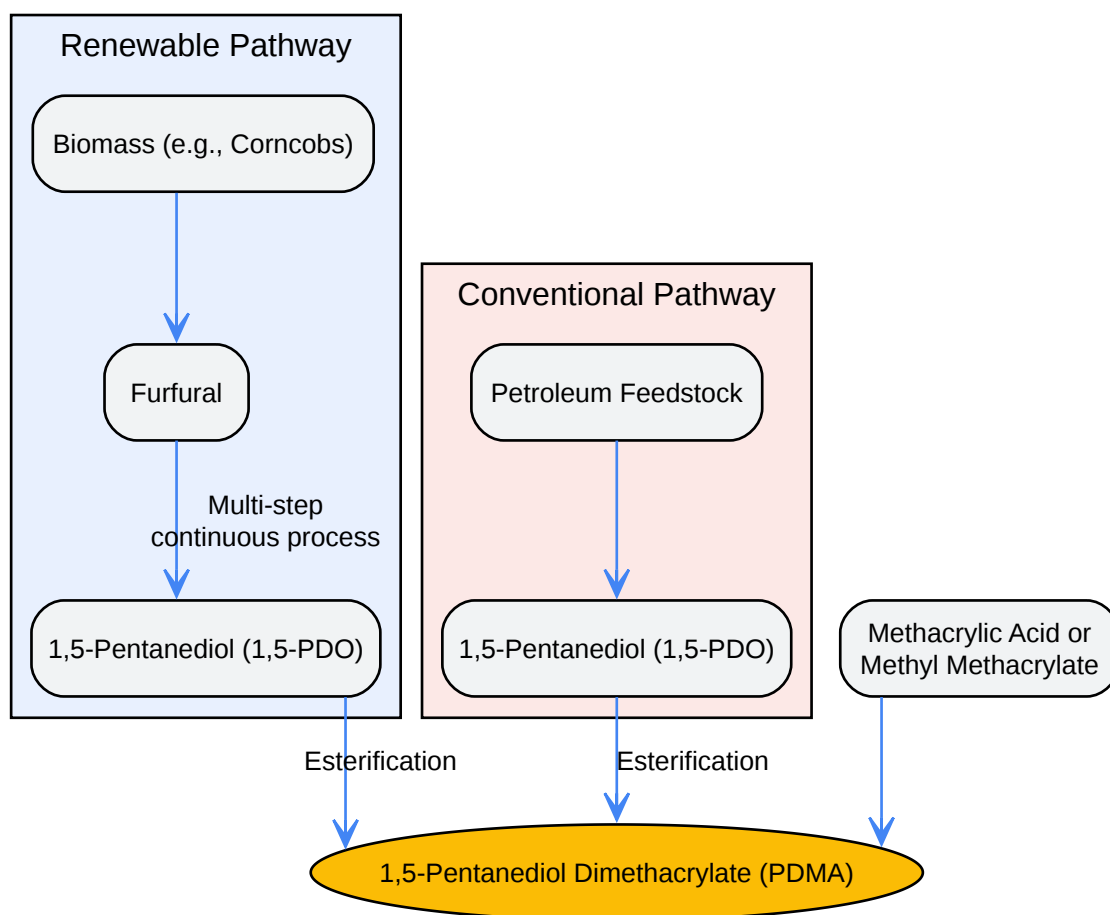 Renewable Pathway
Biomass (e.g., Corncobs)
Furfural
Multi-step
continuous process
1,5-Pentanediol (1,5-PDO)
Esterification
Conventional Pathway
Petroleum Feedstock
1,5-Pentanediol (1,5-PDO)
Esterification
Methacrylic Acid or
Methyl Methacrylate
1,5-Pentanediol Dimethacrylate (PDMA)